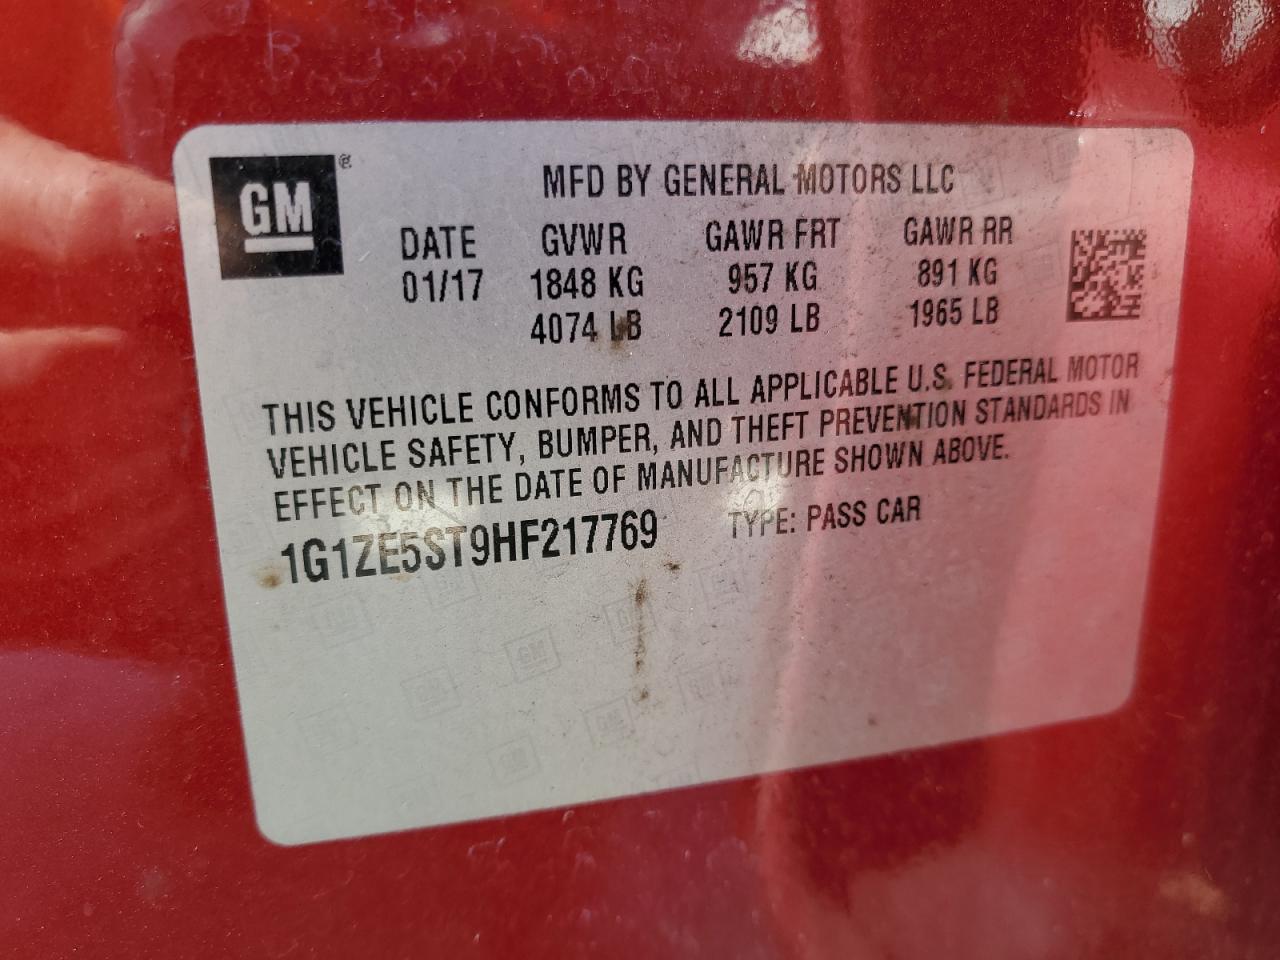 GM ®
MFD BY GENERAL MOTORS LLC
DATE GVWR GAWR FRT GAWR RR
01/17 1848 KG 957 KG 891 KG
4074 LB 2109 LB 1965 LB
THIS VEHICLE CONFORMS TO ALL APPLICABLE U.S. FEDERAL MOTOR
VEHICLE SAFETY, BUMPER, AND THEFT PREVENTION STANDARDS IN
EFFECT ON THE DATE OF MANUFACTURE SHOWN ABOVE.
1G1ZE5ST9HF217769 TYPE: PASS CAR